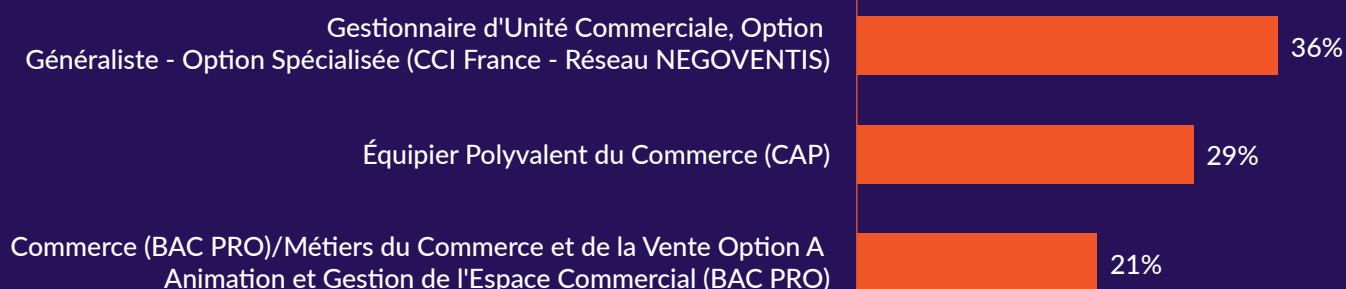 Gestionnaire d'Unité Commerciale, Option
Généraliste - Option Spécialisée (CCI France - Réseau NEGOVENTIS)
36%
Équipier Polyvalent du Commerce (CAP)
29%
Commerce (BAC PRO)/Métiers du Commerce et de la Vente Option A
Animation et Gestion de l'Espace Commercial (BAC PRO)
21%